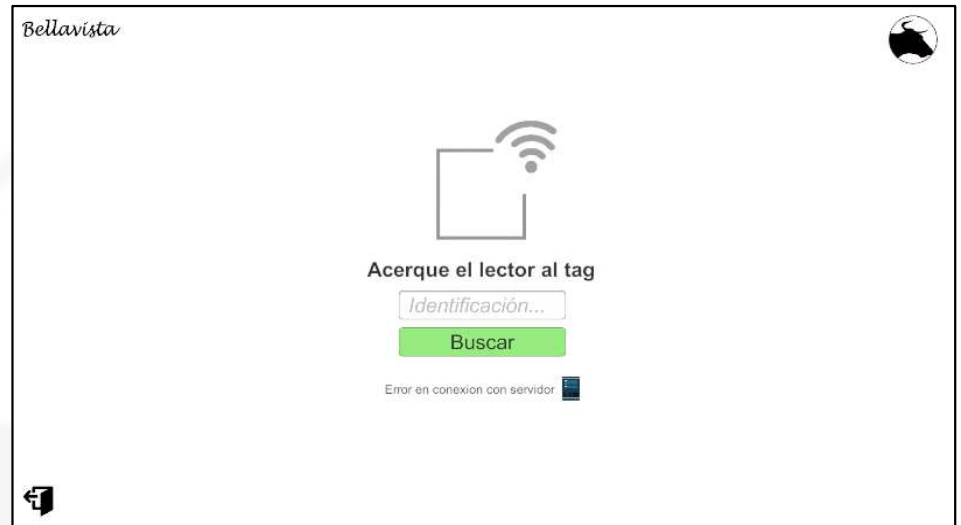 Bellavista
Acerque el lector al tag
Identificación...
Buscar
Error en conexion con servidor